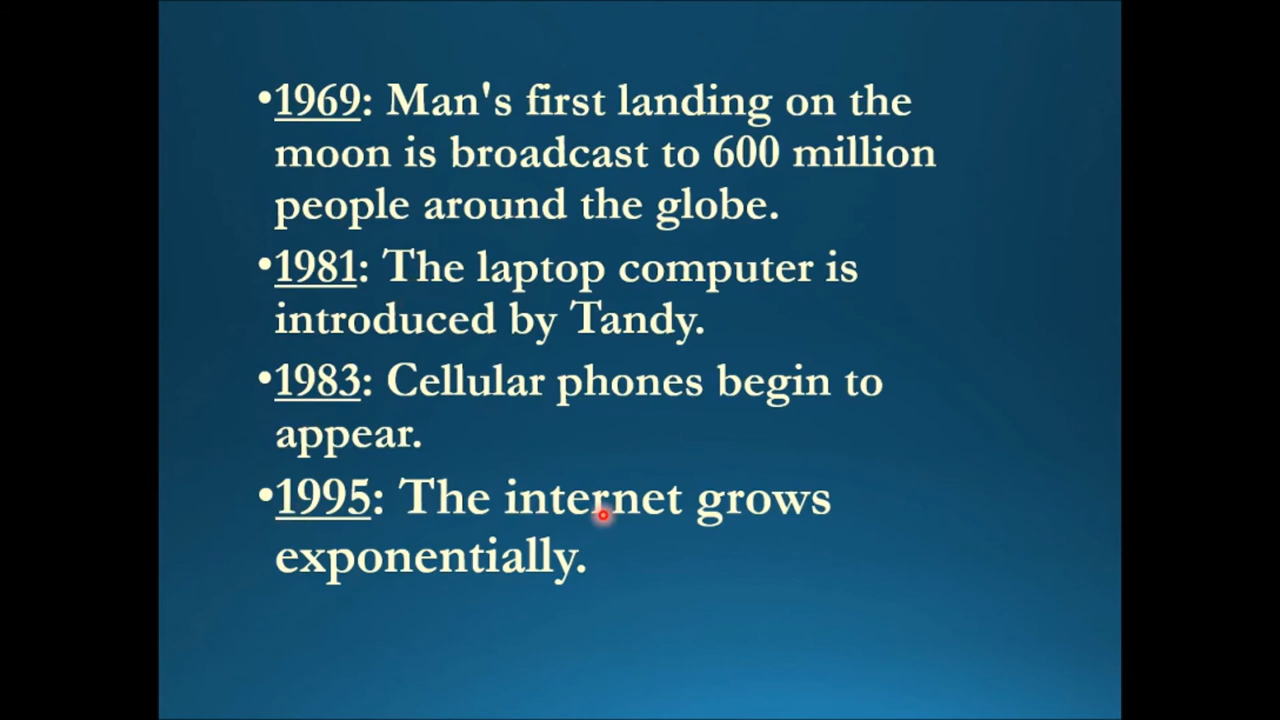 •1969: Man's first landing on the
moon is broadcast to 600 million
people around the globe.
•1981: The laptop computer is
introduced by Tandy.
•1983: Cellular phones begin to
appear.
•1995: The internet grows
exponentially.